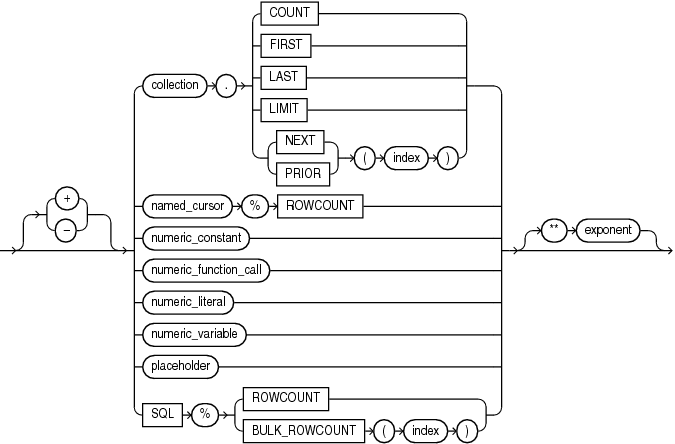 COUNT
FIRST
collection . LAST
LIMIT
NEXT
PRIOR ( index )
+
−
named_cursor % ROWCOUNT
numeric_constant
** exponent
numeric_function_call
numeric_literal
numeric_variable
placeholder
SQL % ROWCOUNT
BULK_ROWCOUNT ( index )